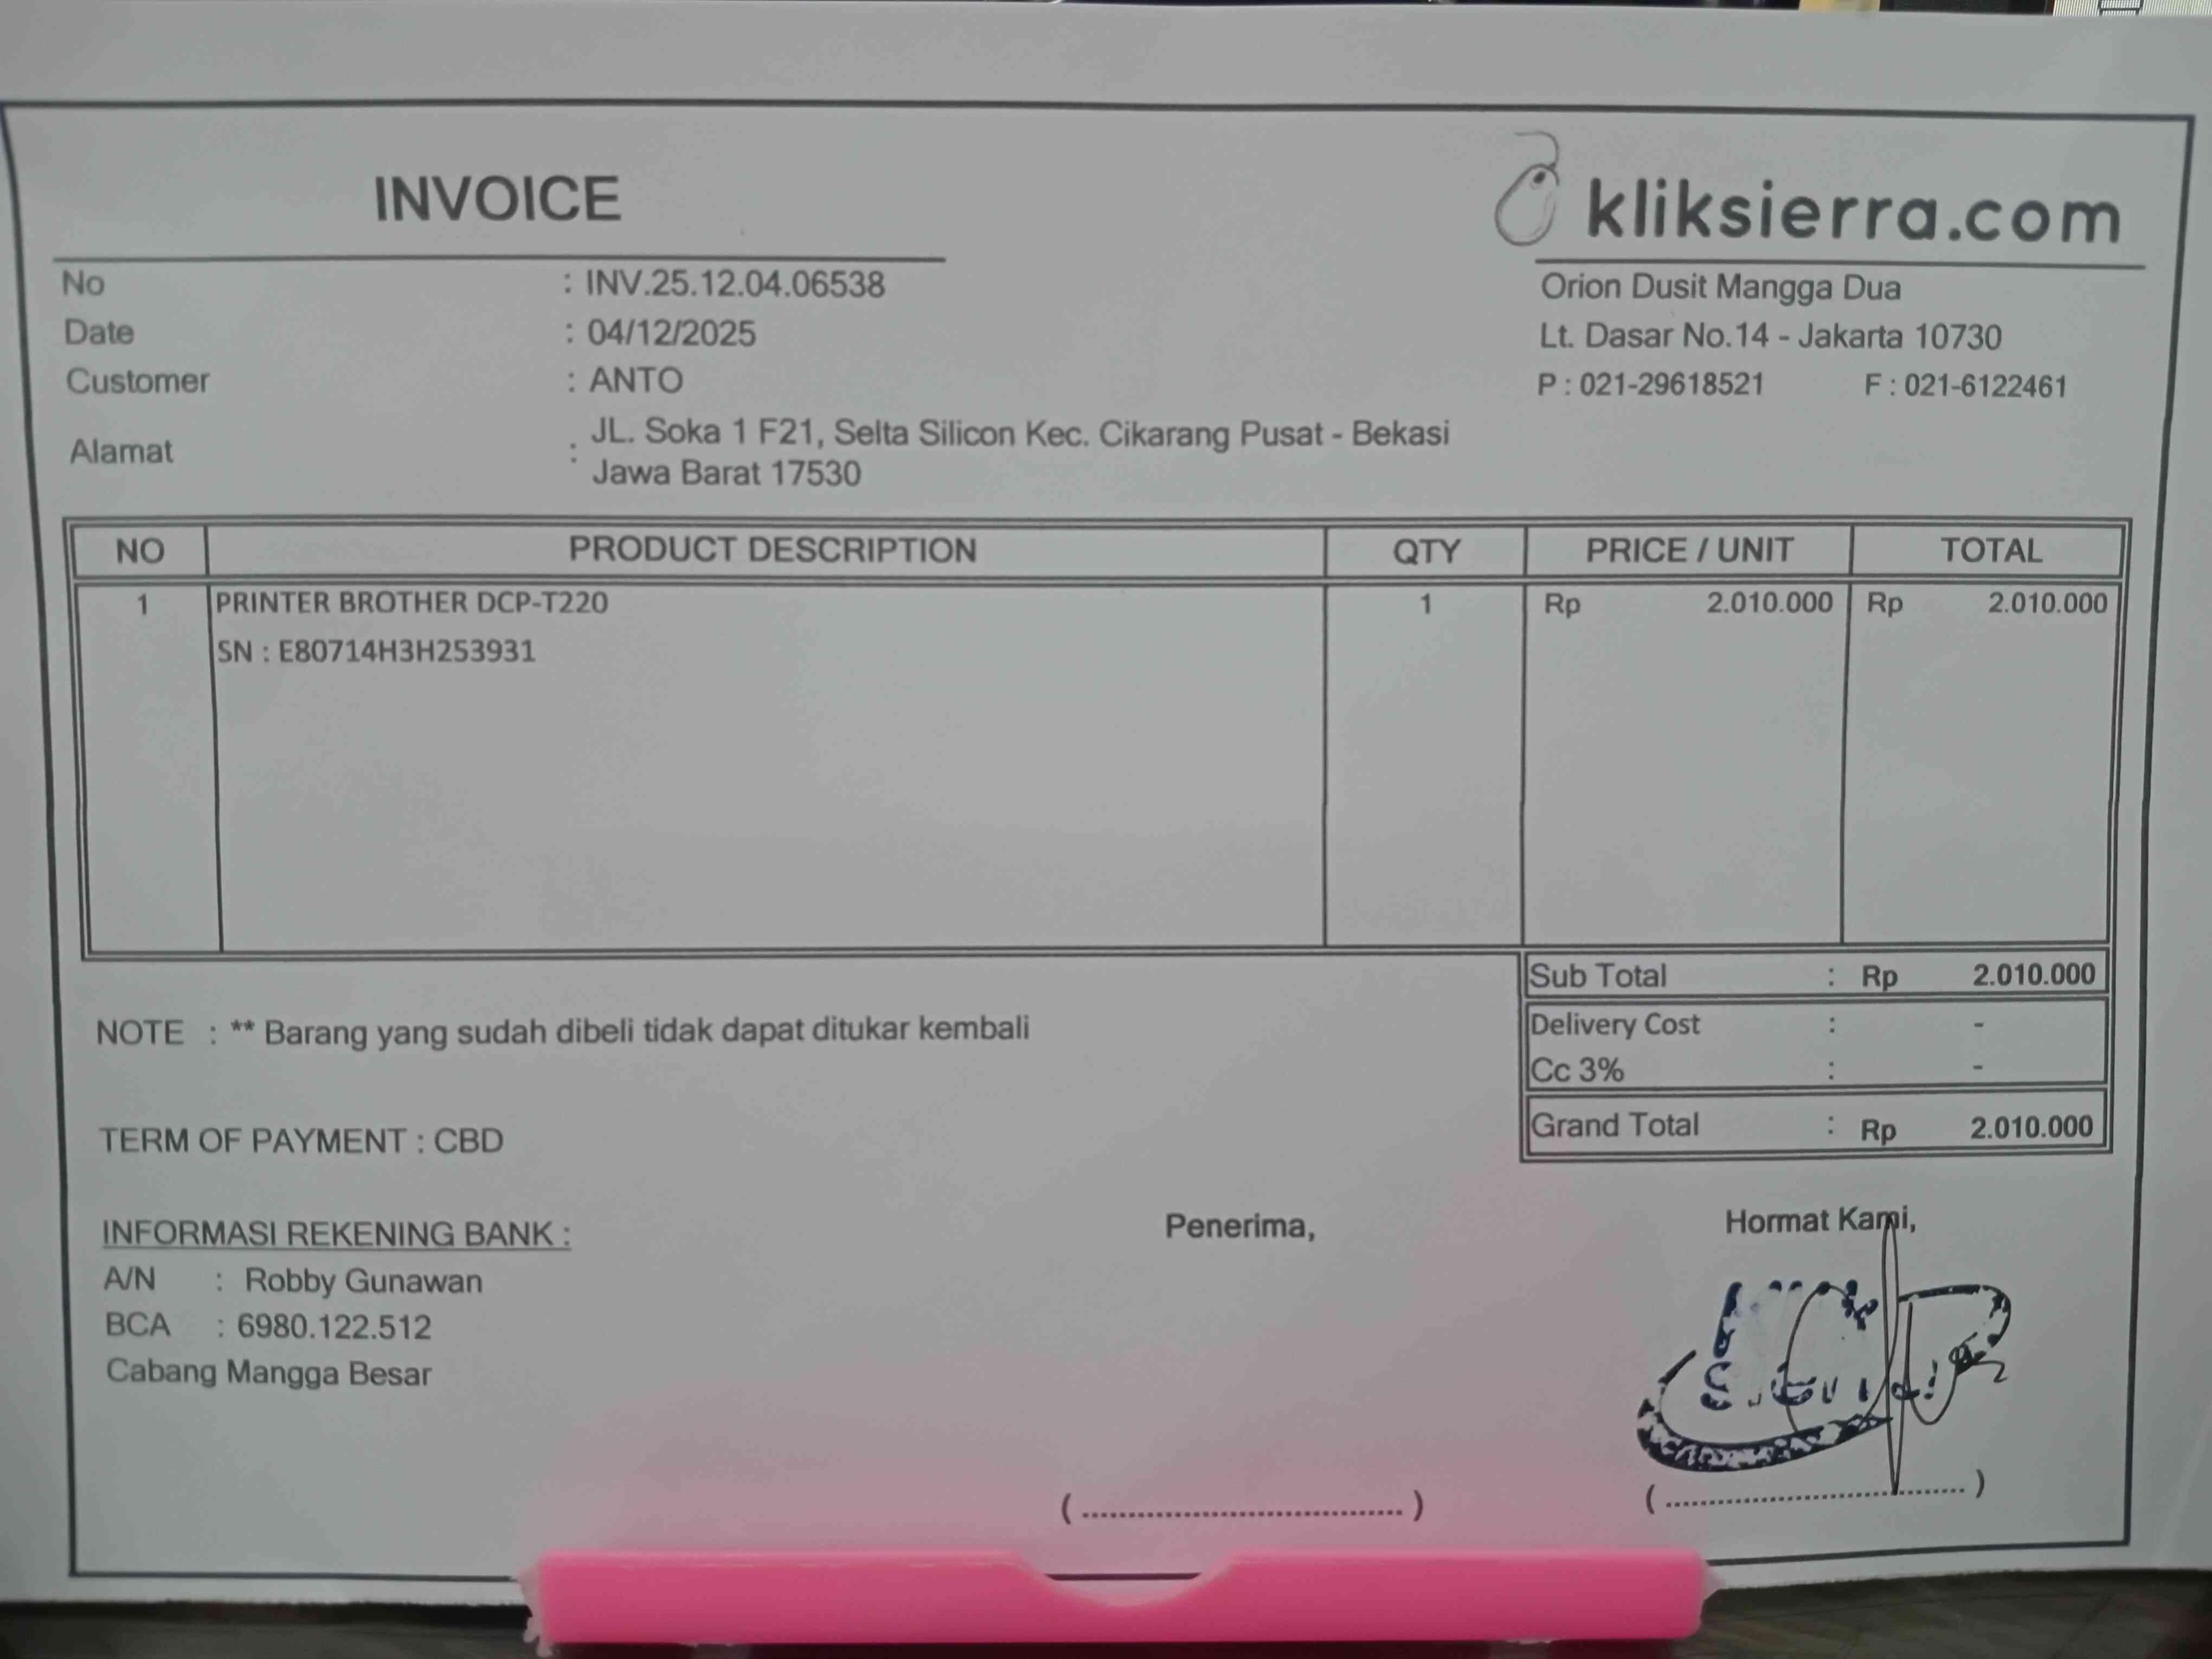 INVOICE
kliksierra.com
No : INV.25.12.04.06538
Date : 04/12/2025
Customer : ANTO
Alamat : JL. Soka 1 F21, Selta Silicon Kec. Cikarang Pusat - Bekasi
Jawa Barat 17530
Orion Dusit Mangga Dua
Lt. Dasar No.14 - Jakarta 10730
P : 021-29618521 F : 021-6122461
NO PRODUCT DESCRIPTION QTY PRICE / UNIT TOTAL
1 PRINTER BROTHER DCP-T220 1 Rp 2.010.000 Rp 2.010.000
SN : E80714H3H253931
Sub Total : Rp 2.010.000
Delivery Cost : -
Cc 3% : -
Grand Total : Rp 2.010.000
NOTE : ** Barang yang sudah dibeli tidak dapat ditukar kembali
TERM OF PAYMENT : CBD
INFORMASI REKENING BANK :
A/N : Robby Gunawan
BCA : 6980.122.512
Cabang Mangga Besar
Penerima,
( .................................. )
Hormat Kami,
( .................................. )